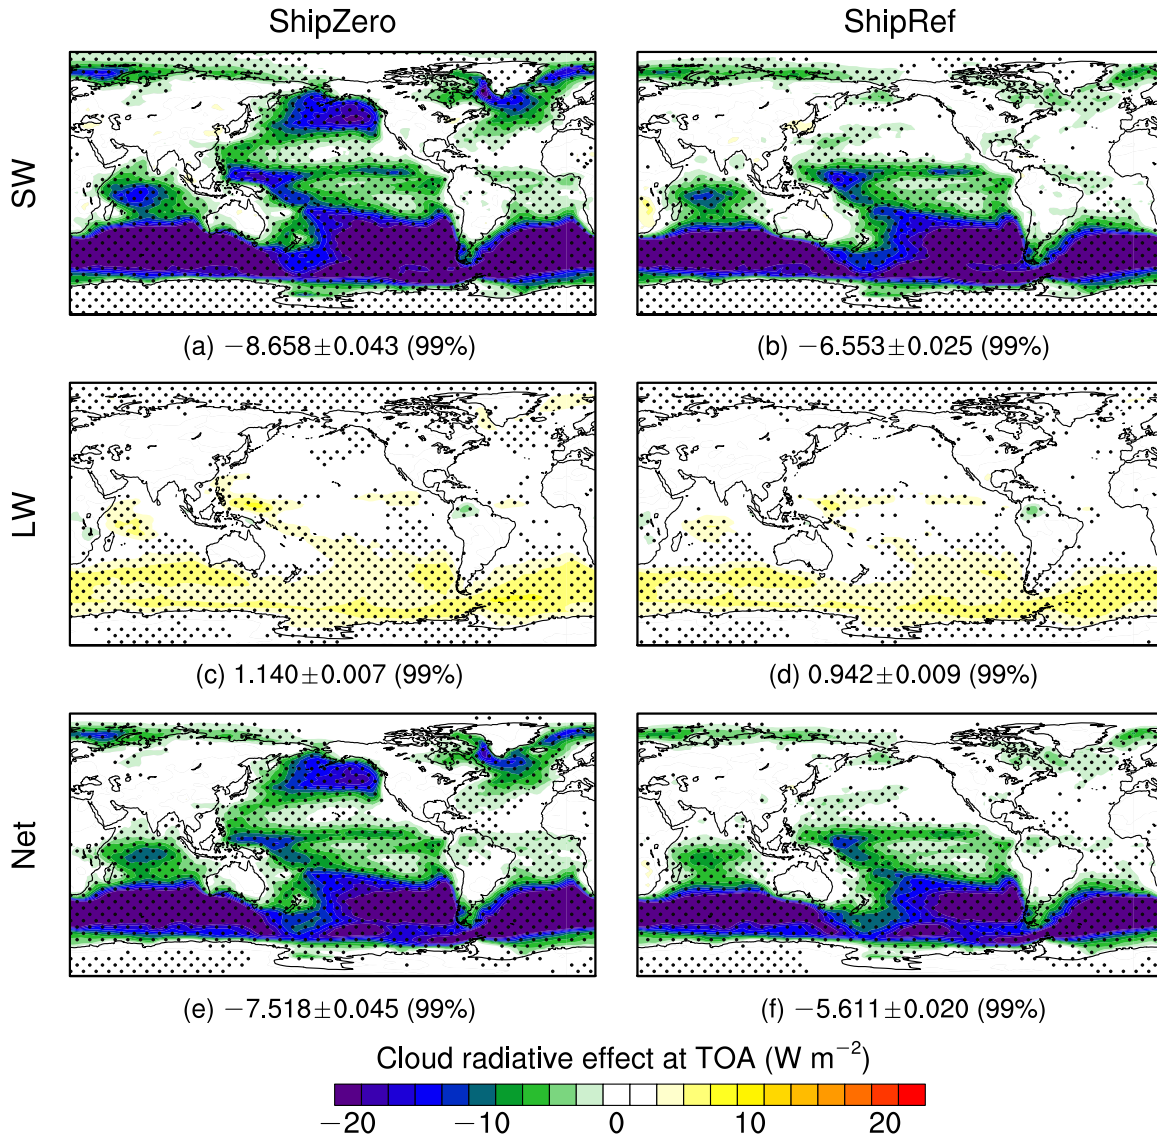 ShipZero ShipRef
SW
(a) −8.658±0.043 (99%) (b) −6.553±0.025 (99%)
LW
(c) 1.140±0.007 (99%) (d) 0.942±0.009 (99%)
Net
(e) −7.518±0.045 (99%) (f) −5.611±0.020 (99%)
Cloud radiative effect at TOA (W m⁻²)
−20 −10 0 10 20